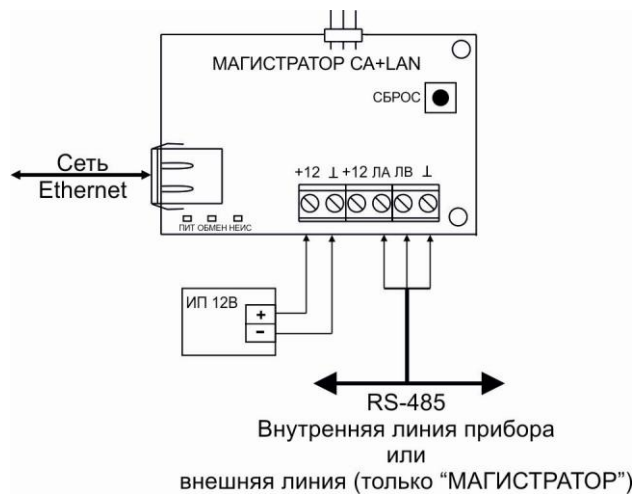 МАГИСТРАТОР СА+LAN
СБРОС
Сеть
Ethernet
+12 ⊥ +12 ЛА ЛВ ⊥
ПИТ ОБМЕН НЕИС
ИП 12В
+
−
RS-485
Внутренняя линия прибора
или
внешняя линия (только “МАГИСТРАТОР”)